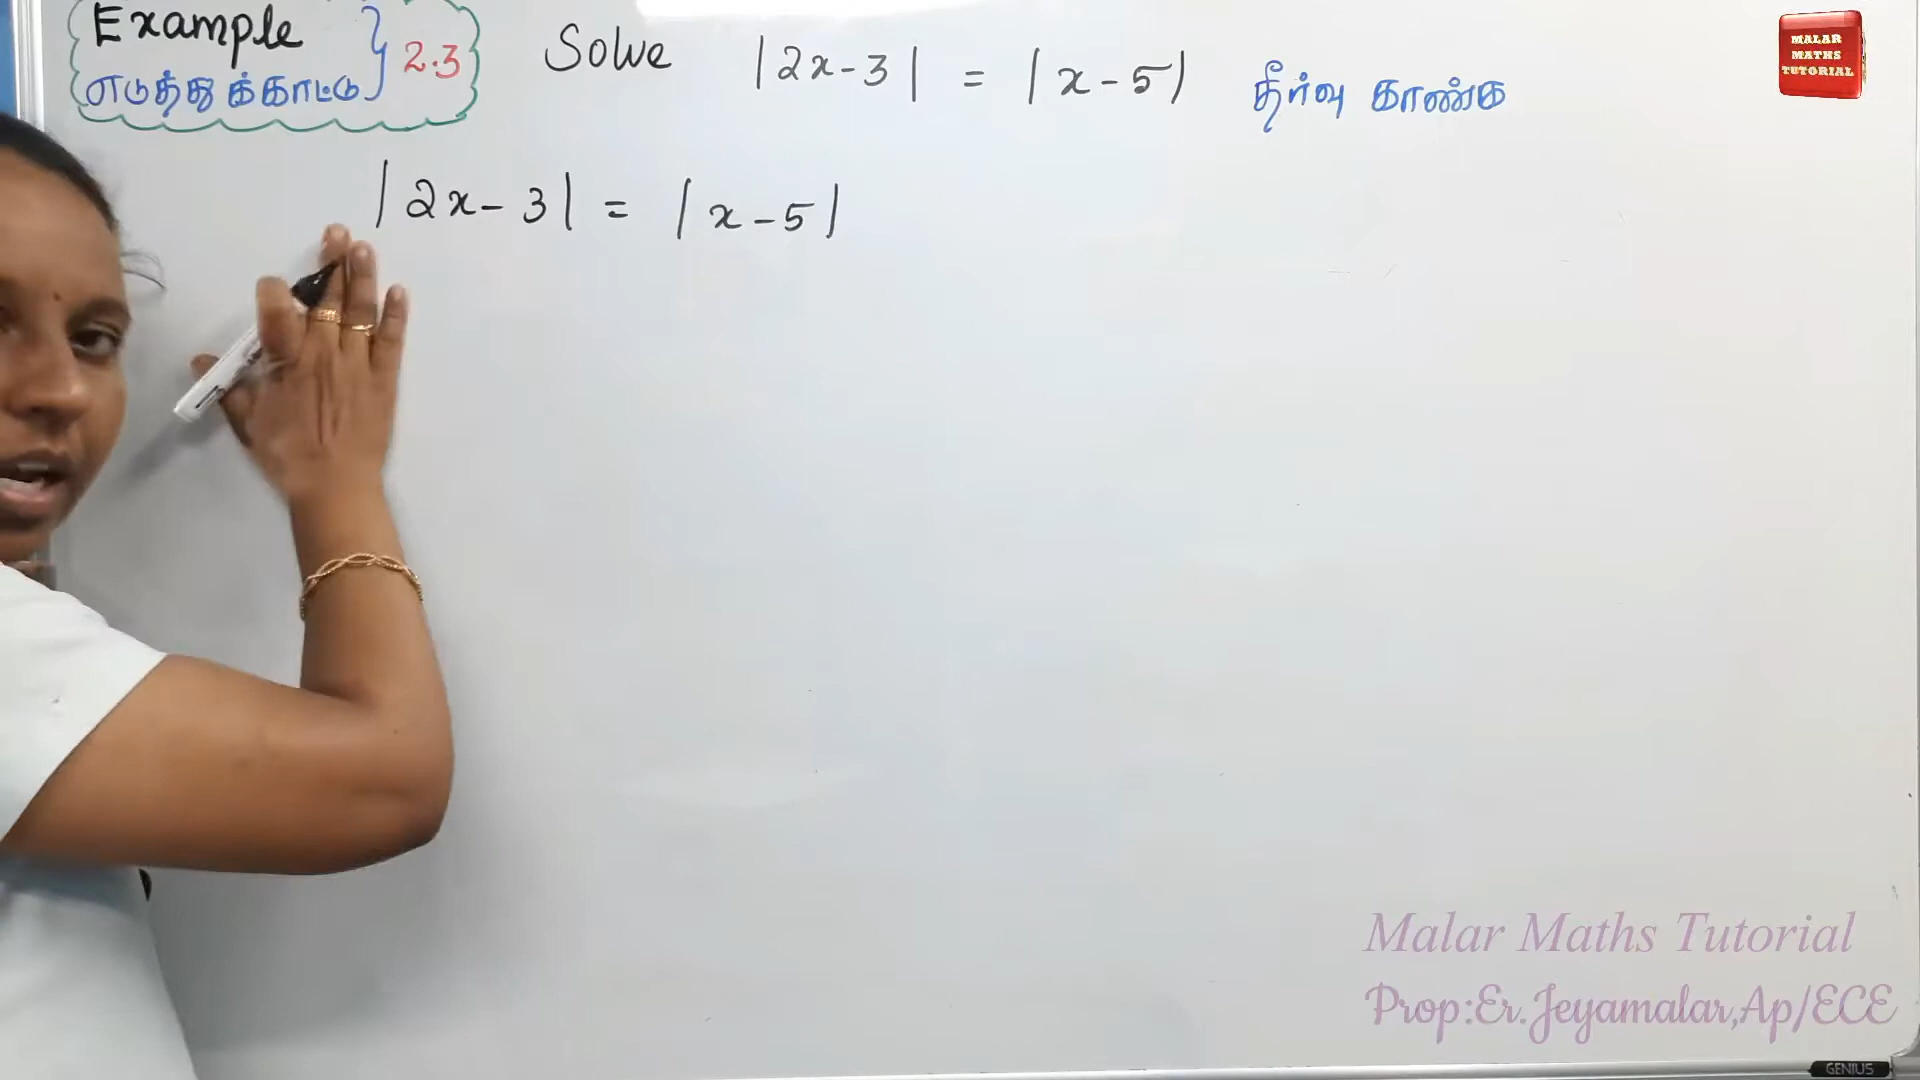 Example
எடுத்துக்காட்டு } 2.3
Solve |2x-3| = |x-5| தீர்வு காண்க
|2x-3| = |x-5|
MALAR
MATHS
TUTORIAL
Malar Maths Tutorial
Prop:Er.Jeyamalar,Ap/ECE
GENIUS